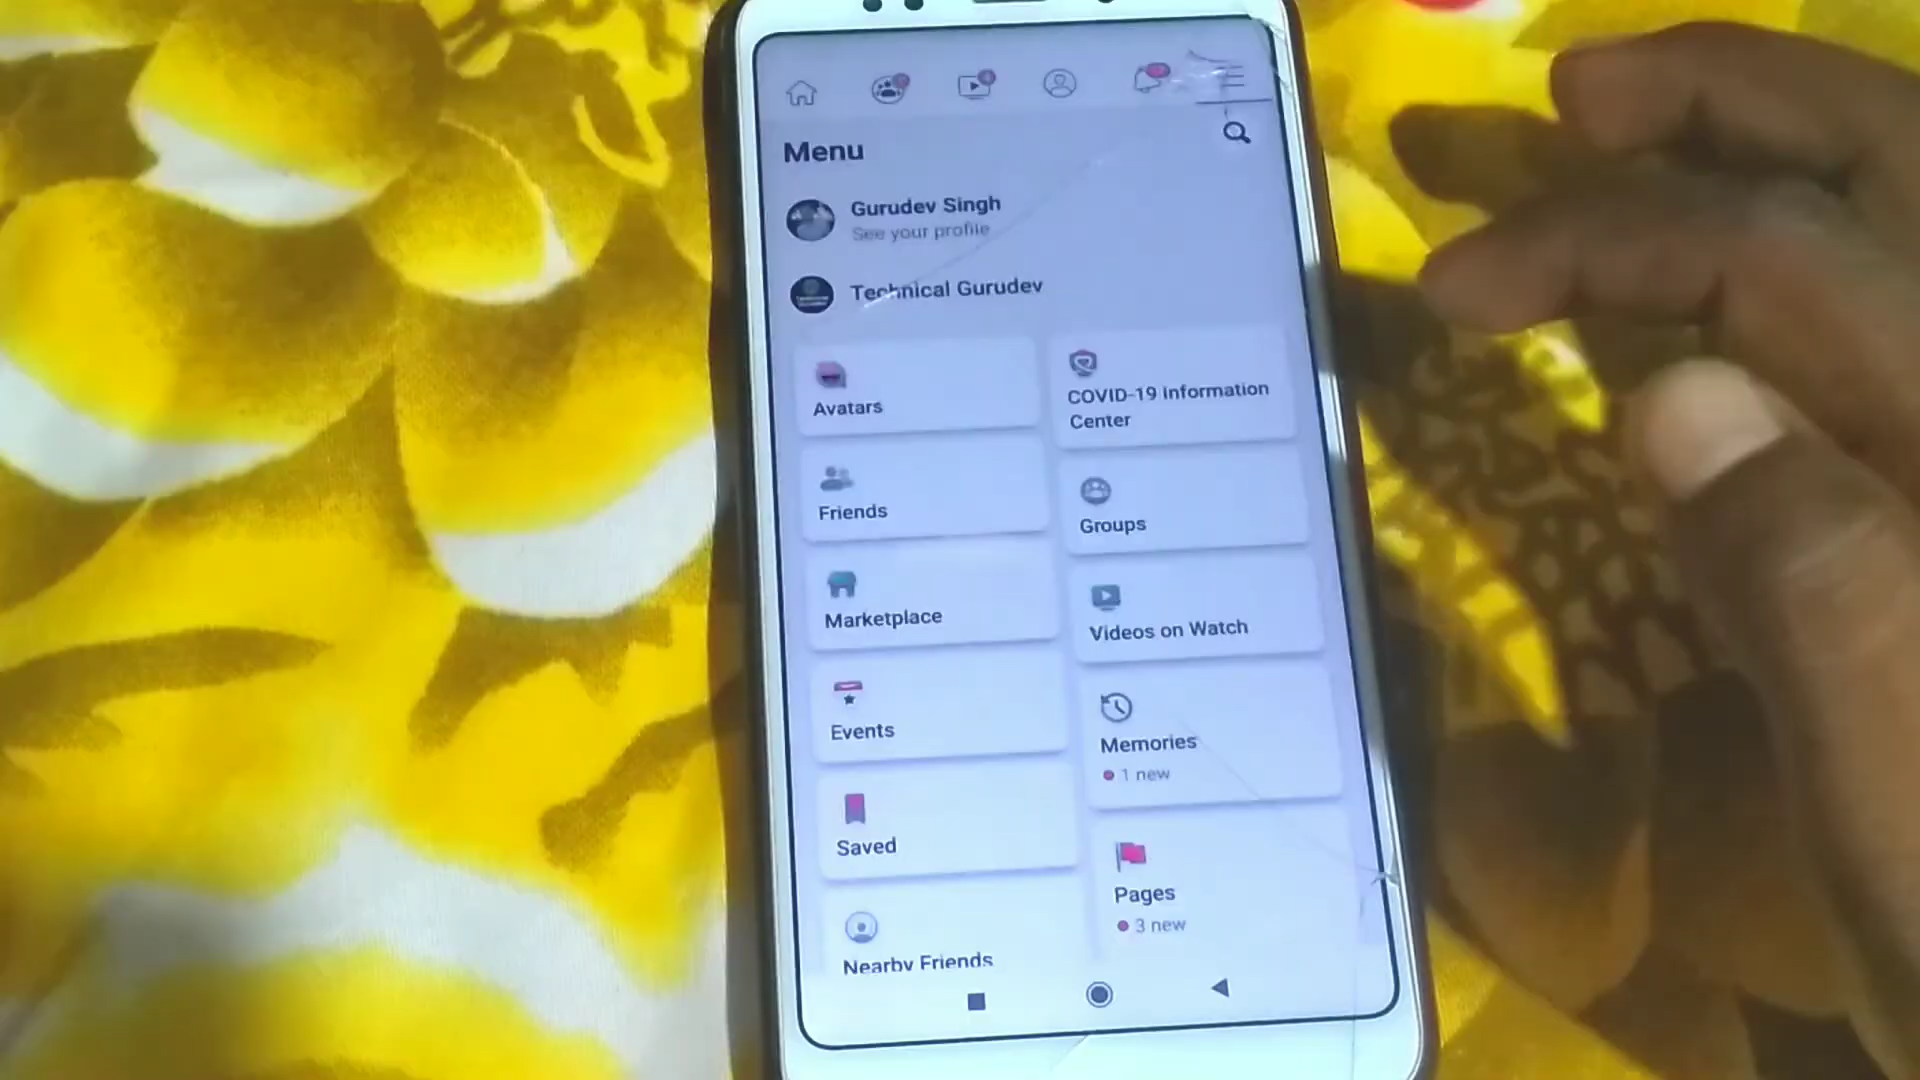 Menu
Gurudev Singh
See your profile
Technical Gurudev
Avatars
COVID-19 Information
Center
Friends
Groups
Marketplace
Videos on Watch
Events
Memories
1 new
Saved
Pages
3 new
Nearby Friends